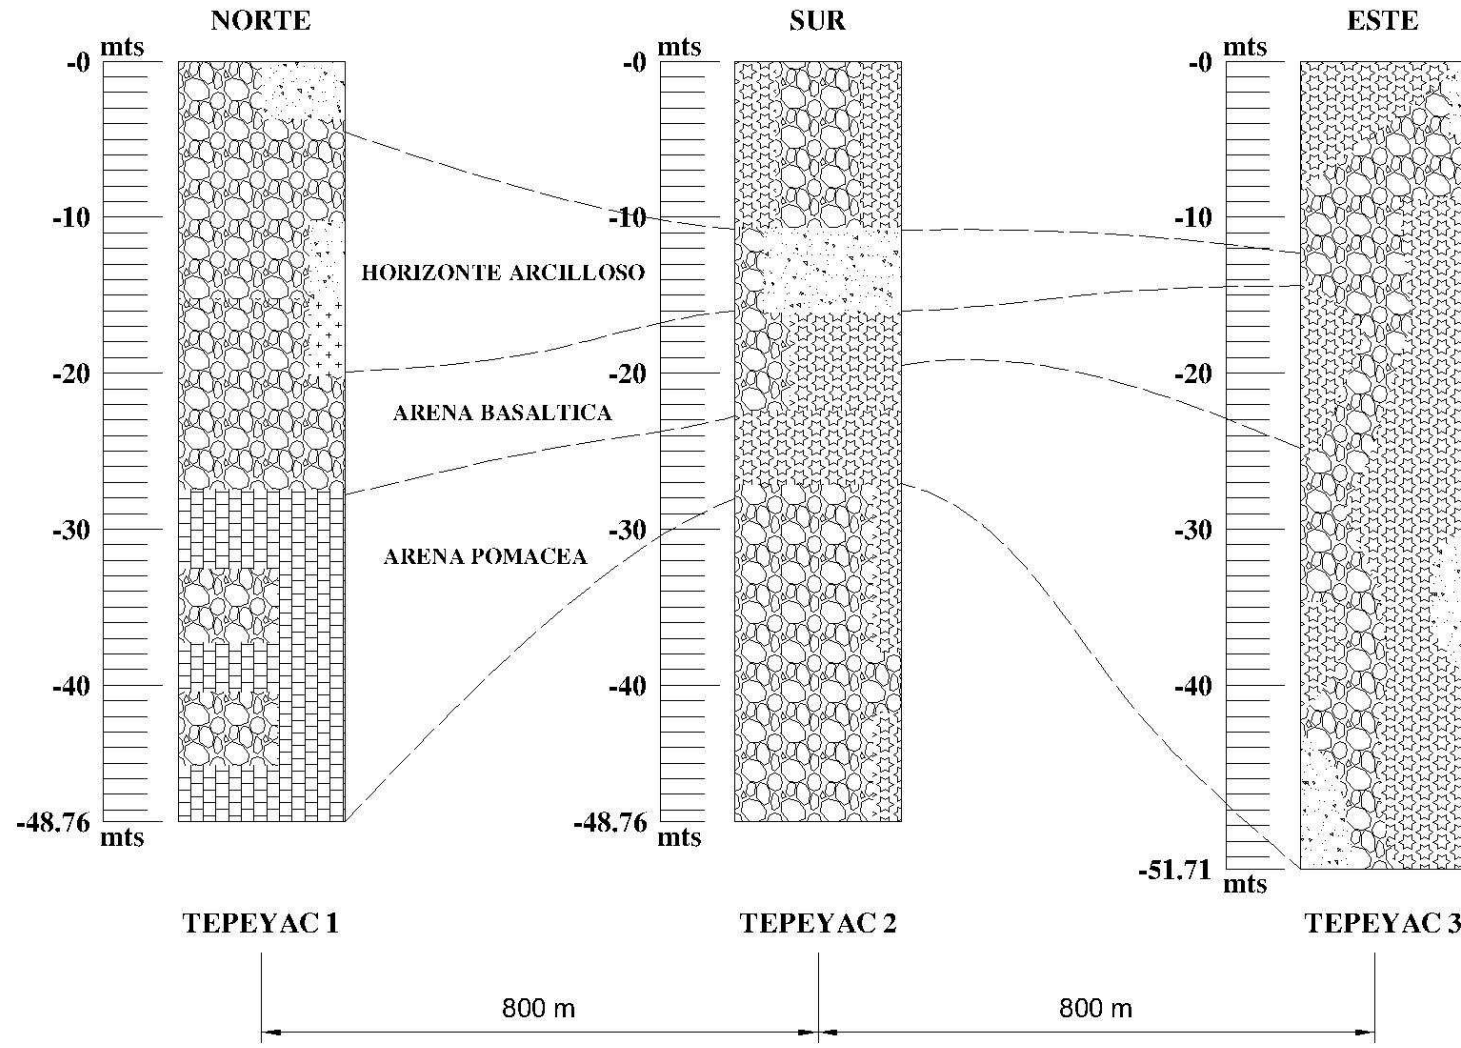 NORTE
SUR
ESTE
mts
mts
mts
-0
-0
-0
-10
-10
-10
HORIZONTE ARCILLOSO
-20
-20
-20
ARENA BASALTICA
-30
-30
-30
ARENA POMACEA
-40
-40
-40
-48.76
-48.76
mts
mts
-51.71
mts
TEPEYAC 1
TEPEYAC 2
TEPEYAC 3
800 m
800 m